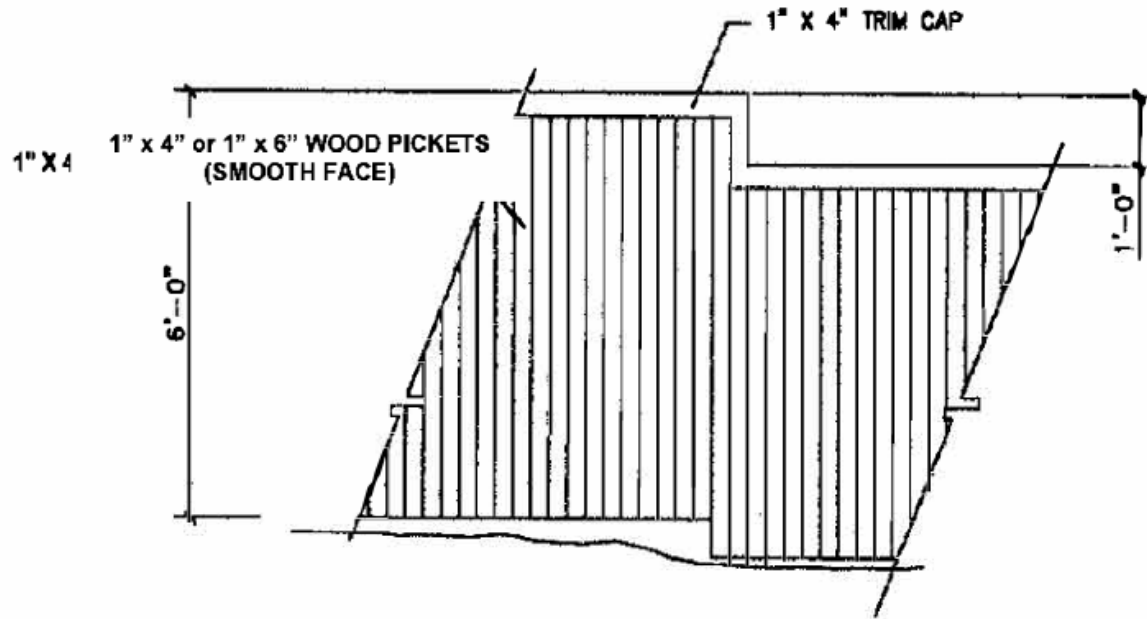 1" X 4" TRIM CAP
1" x 4" or 1" x 6" WOOD PICKETS
(SMOOTH FACE)
1" X 4
6'-0"
1'-0"